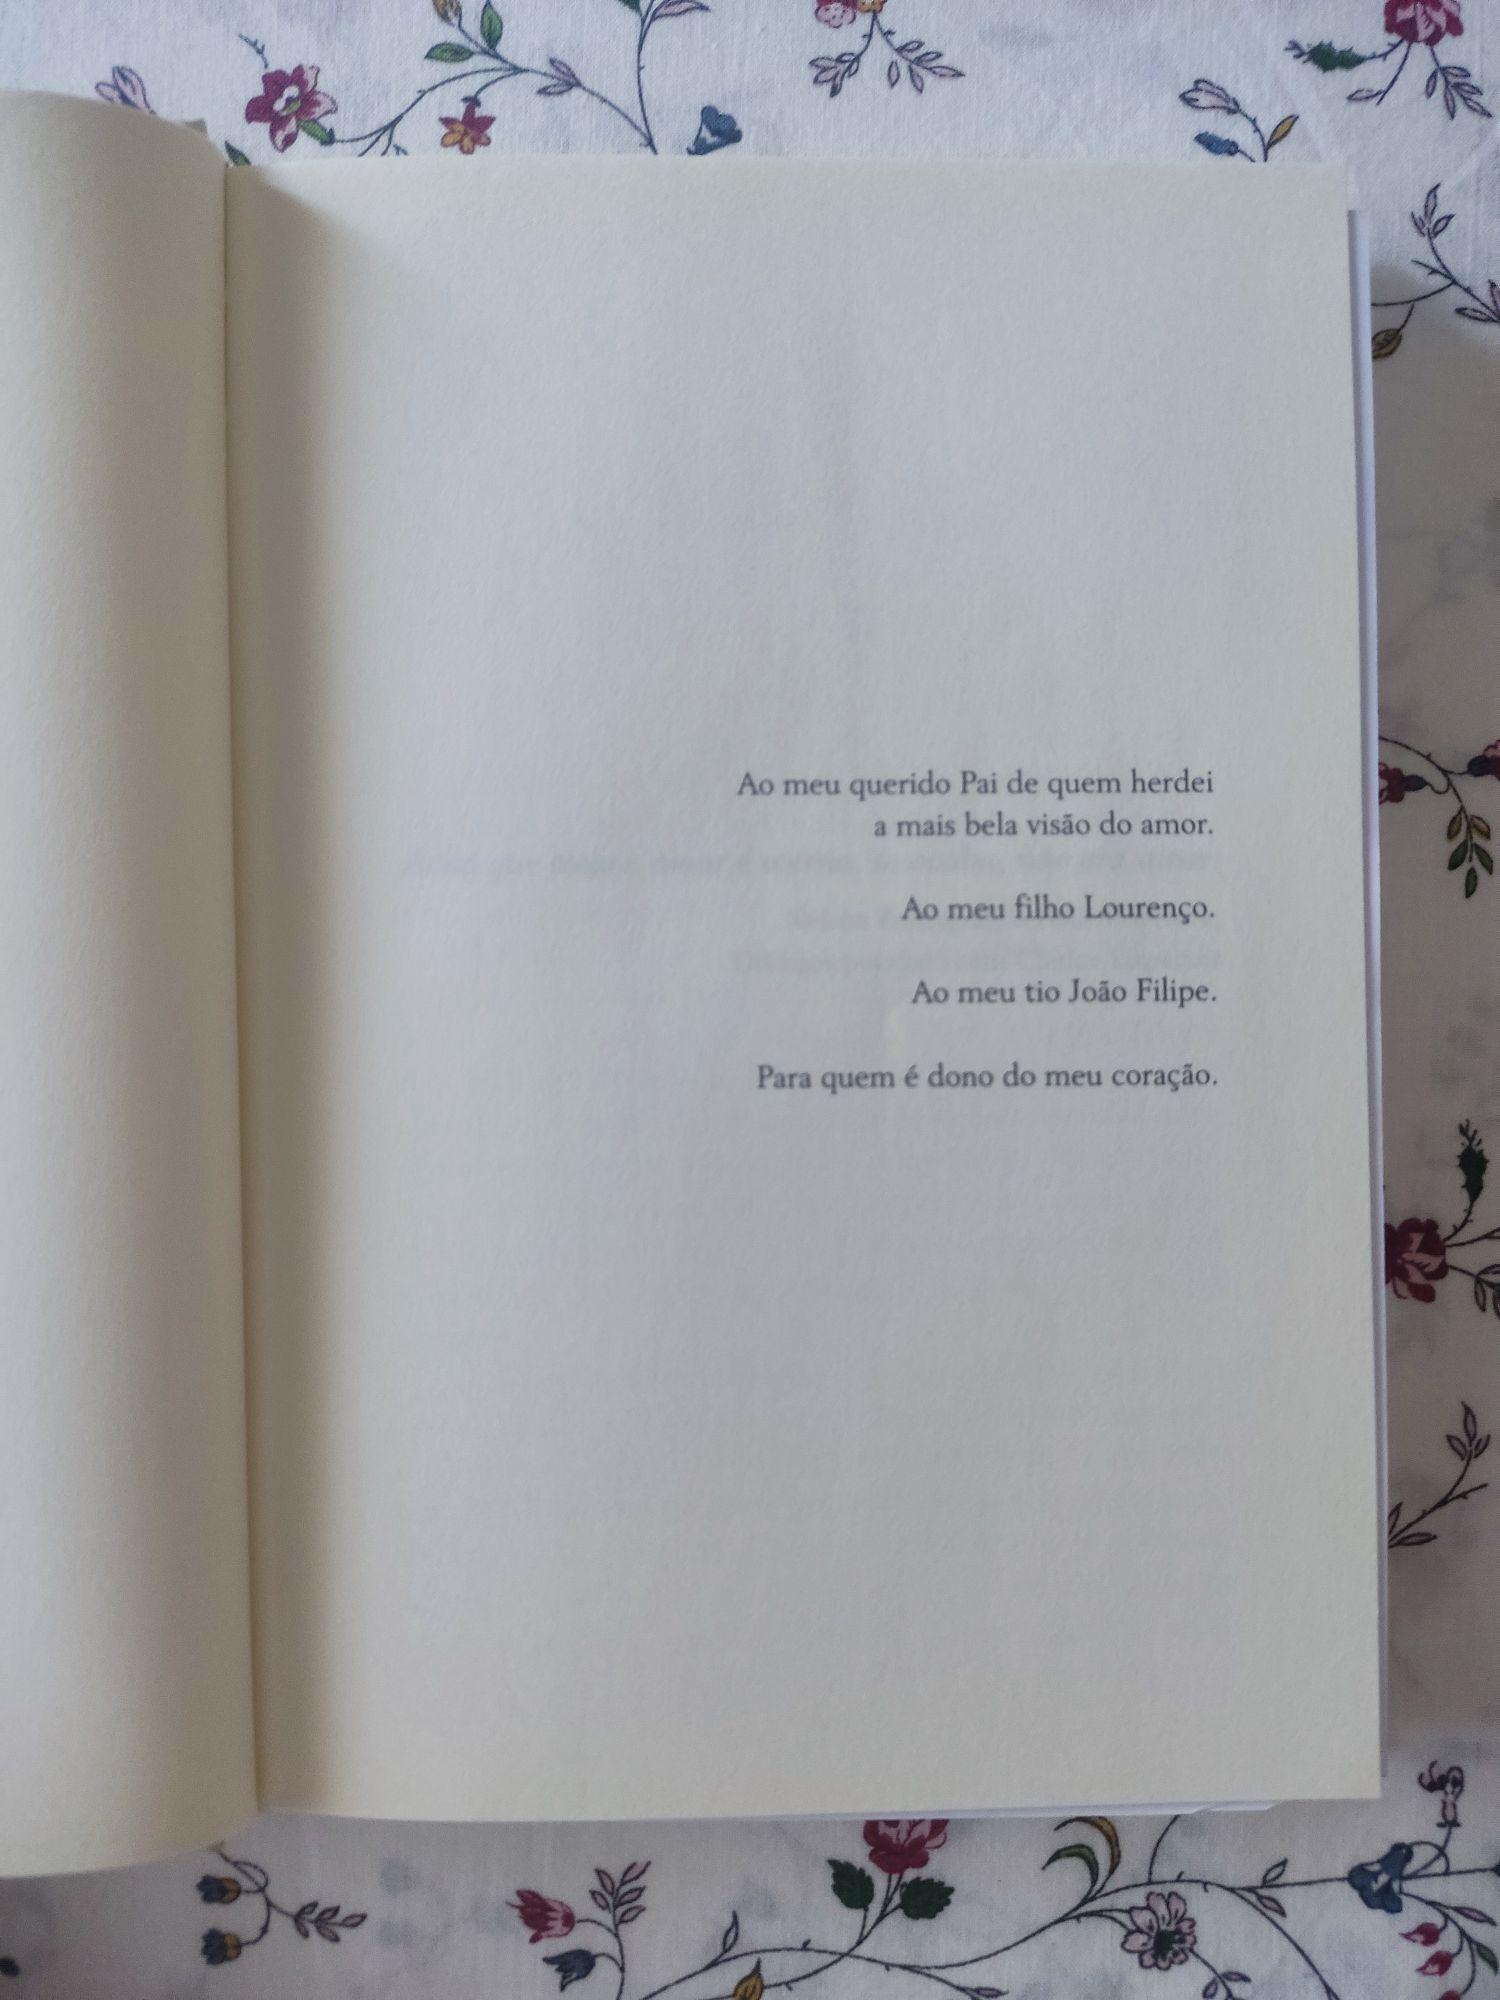 Ao meu querido Pai de quem herdei
a mais bela visão do amor.
Ao meu filho Lourenço.
Ao meu tio João Filipe.
Para quem é dono do meu coração.